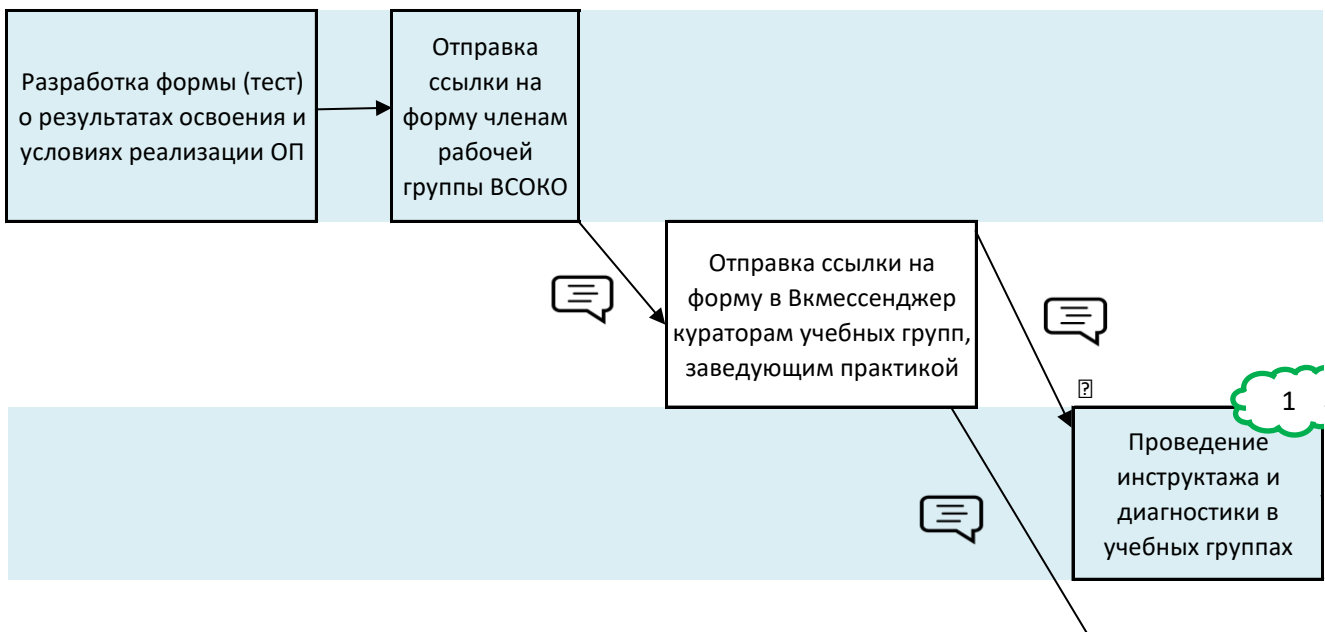 Разработка формы (тест)
о результатах освоения и
условиях реализации ОП
Отправка
ссылки на
форму членам
рабочей
группы ВСОКО
Отправка ссылки на
форму в Вкмессенджер
кураторам учебных групп,
заведующим практикой
1
Проведение
инструктажа и
диагностики в
учебных группах